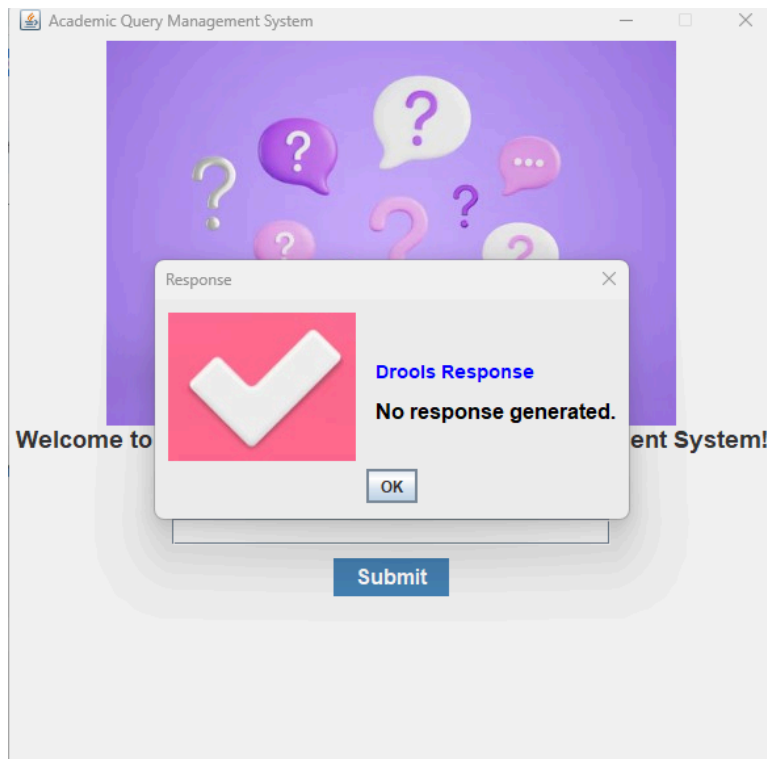 Academic Query Management System
? ? ?
?
? ? ?
Response
Drools Response
No response generated.
Welcome to ent System!
OK
Submit